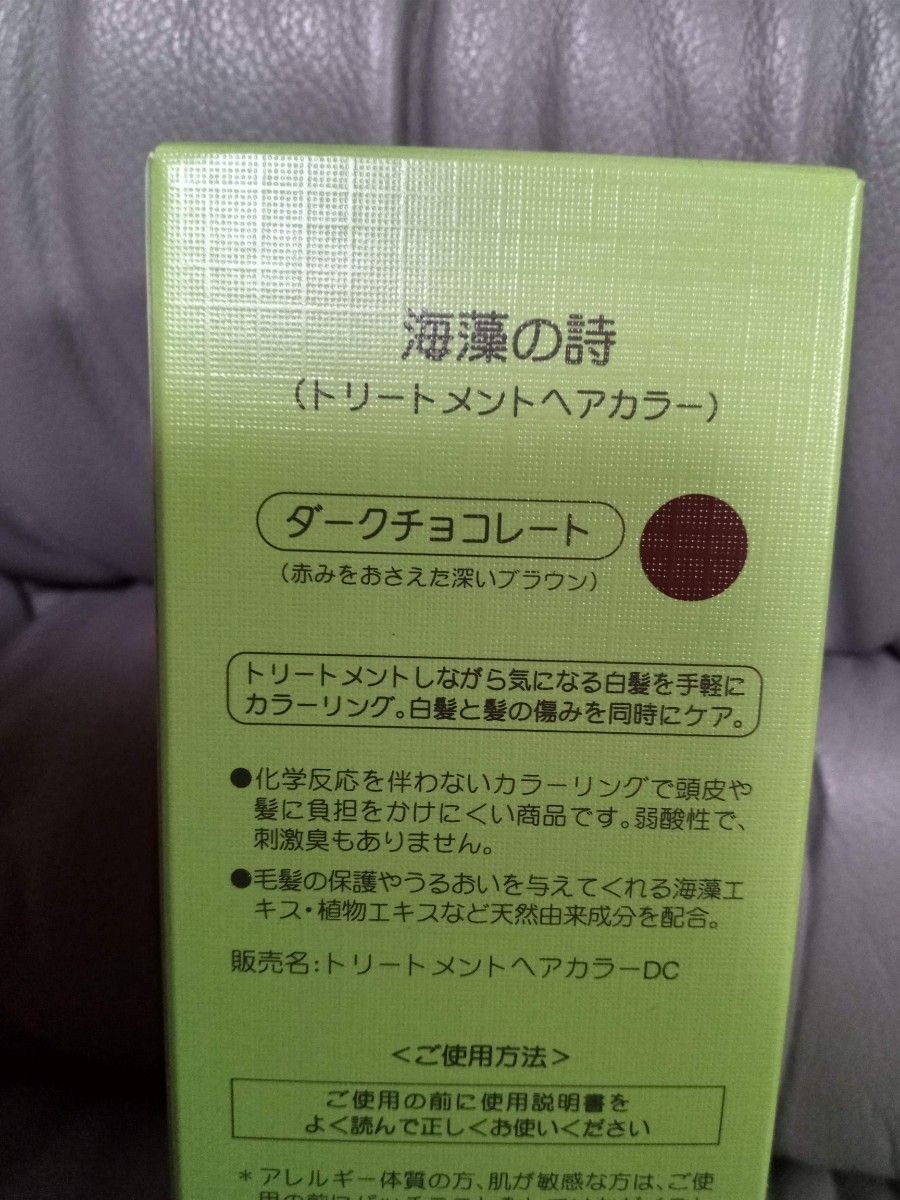 海藻の詩
(トリートメントヘアカラー)
ダークチョコレート
(赤みをおさえた深いブラウン)
トリートメントしながら気になる白髪を手軽に
カラーリング。白髪と髪の傷みを同時にケア。
●化学反応を伴わないカラーリングで頭皮や
髪に負担をかけにくい商品です。弱酸性で、
刺激臭もありません。
●毛髪の保護やうるおいを与えてくれる海藻エ
キス・植物エキスなど天然由来成分を配合。
販売名:トリートメントヘアカラーDC
<ご使用方法>
ご使用の前に使用説明書を
よく読んで正しくお使いください
*アレルギー体質の方、肌が敏感な方は、ご使